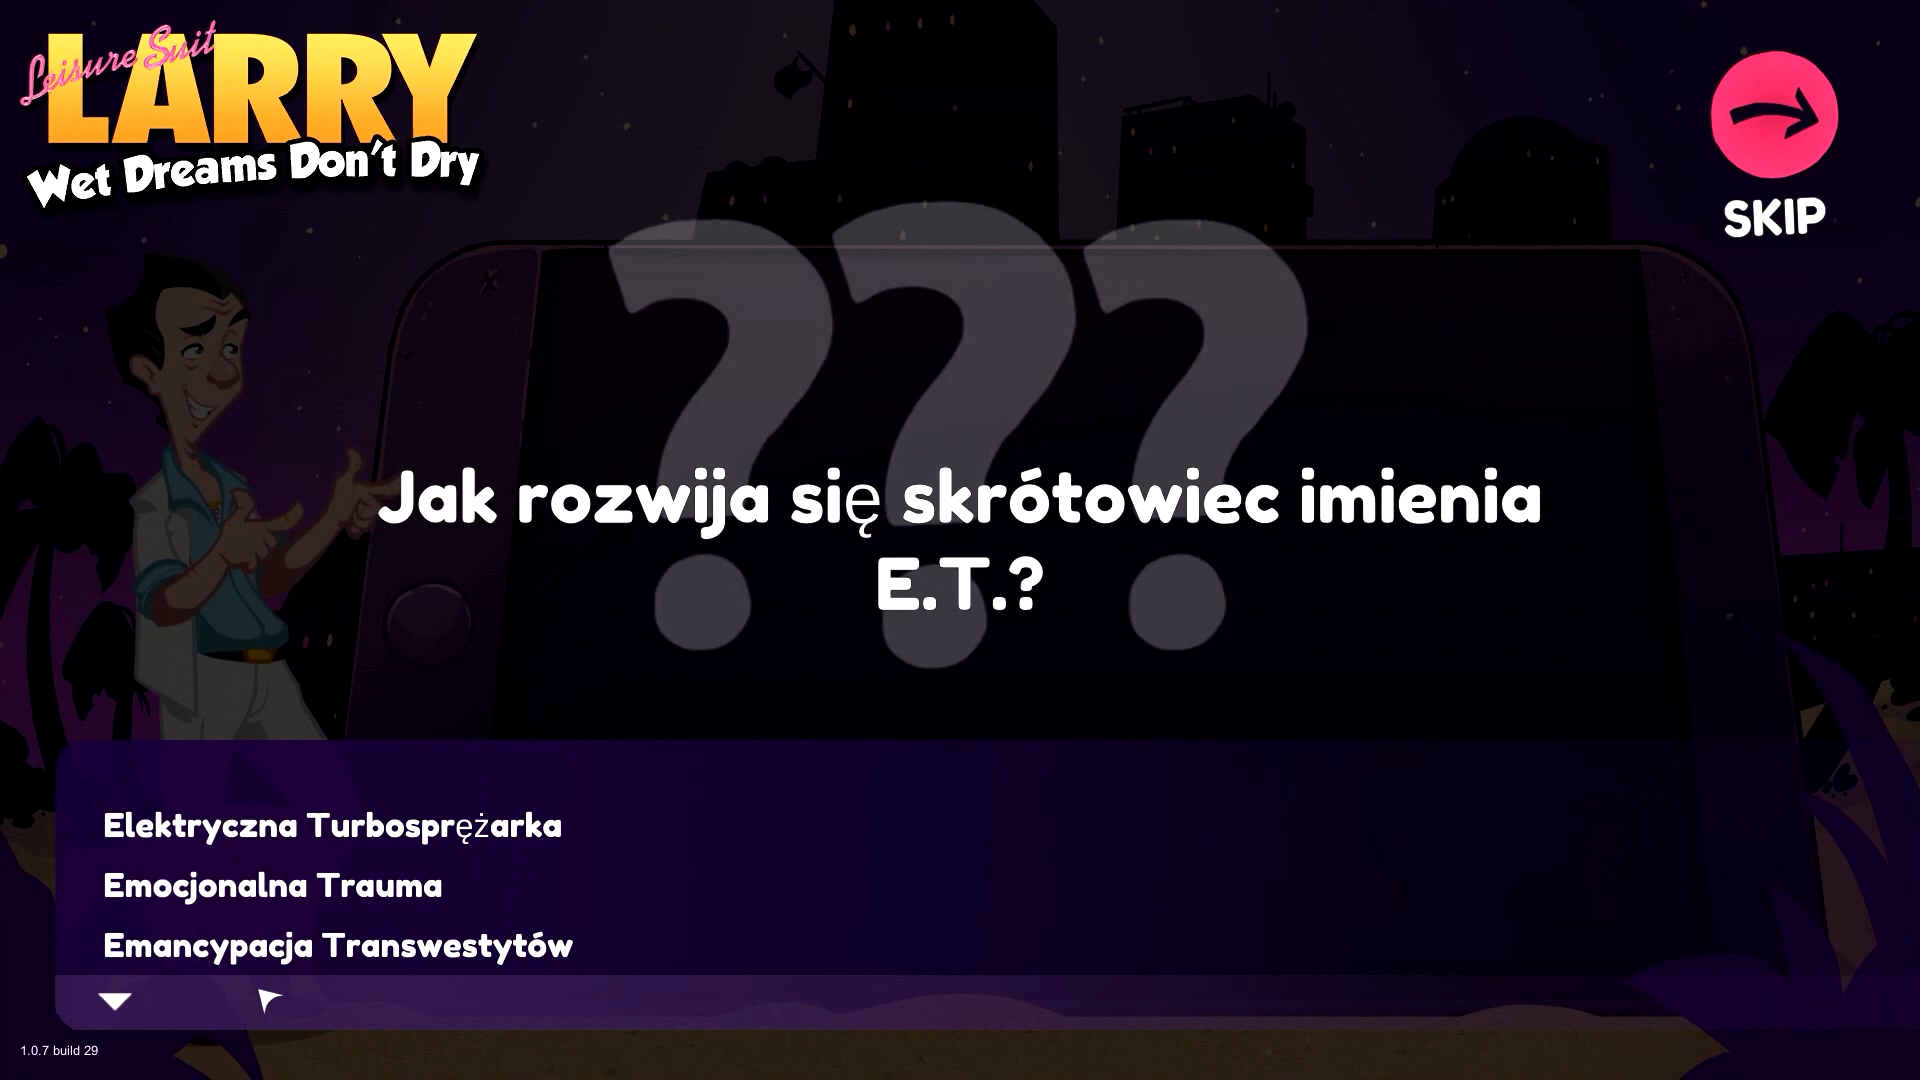 Leisure Suit
LARRY
Wet Dreams Don't Dry
SKIP
Jak rozwija się skrótowiec imienia
E.T.?
Elektryczna Turbosprężarka
Emocjonalna Trauma
Emancypacja Transwestytów
1.0.7 build 29